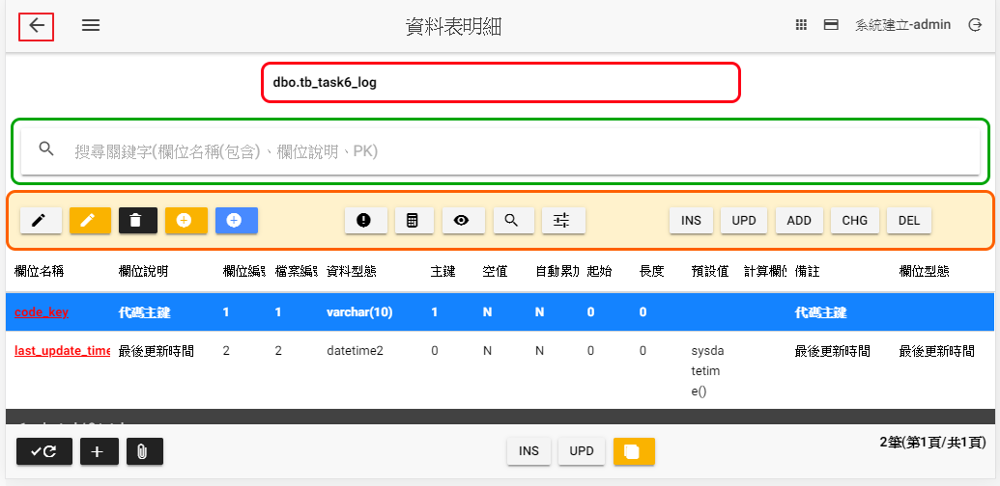 資料表明細
系統建立-admin
dbo.tb_task6_log
搜尋關鍵字(欄位名稱(包含)、欄位說明、PK)
INS UPD ADD CHG DEL
欄位名稱 欄位說明 欄位編號 檔案編號 資料型態 主鍵 空值 自動累加 起始 長度 預設值 計算欄位 備註 欄位型態
code_key 代碼主鍵 1 1 varchar(10) 1 N N 0 0 代碼主鍵
last_update_time 最後更新時間 2 2 datetime2 0 N N 0 0 sysda 最後更新時間 最後更新時間
tetim
e()
INS UPD
2筆(第1頁/共1頁)